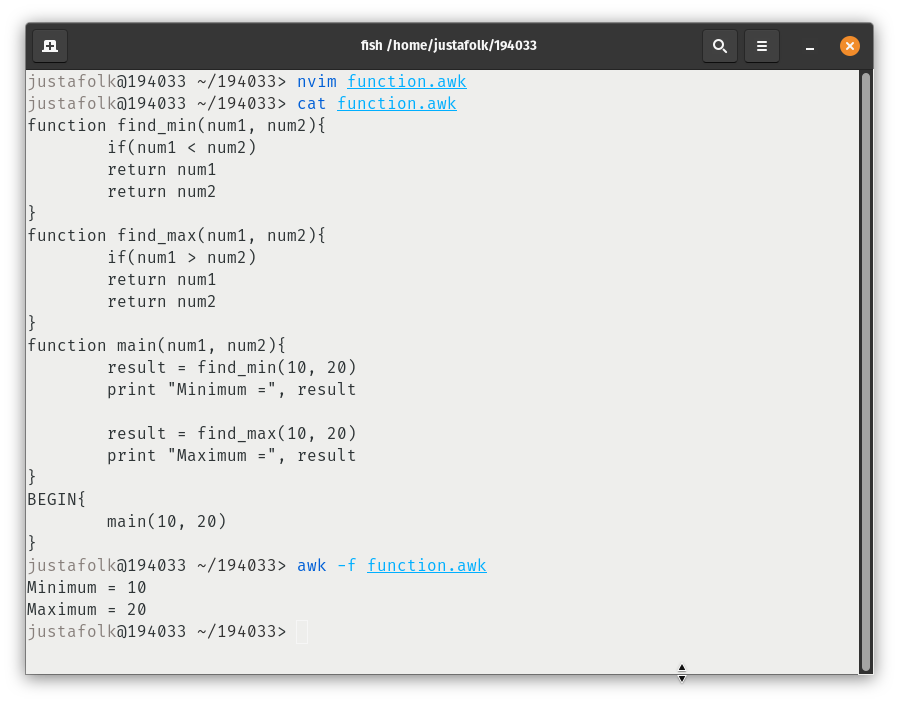 fish /home/justafolk/194033
justafolk@194033 ~/194033> nvim function.awk
justafolk@194033 ~/194033> cat function.awk
function find_min(num1, num2){
        if(num1 < num2)
        return num1
        return num2
}
function find_max(num1, num2){
        if(num1 > num2)
        return num1
        return num2
}
function main(num1, num2){
        result = find_min(10, 20)
        print "Minimum =", result

        result = find_max(10, 20)
        print "Maximum =", result
}
BEGIN{
        main(10, 20)
}
justafolk@194033 ~/194033> awk -f function.awk
Minimum = 10
Maximum = 20
justafolk@194033 ~/194033>